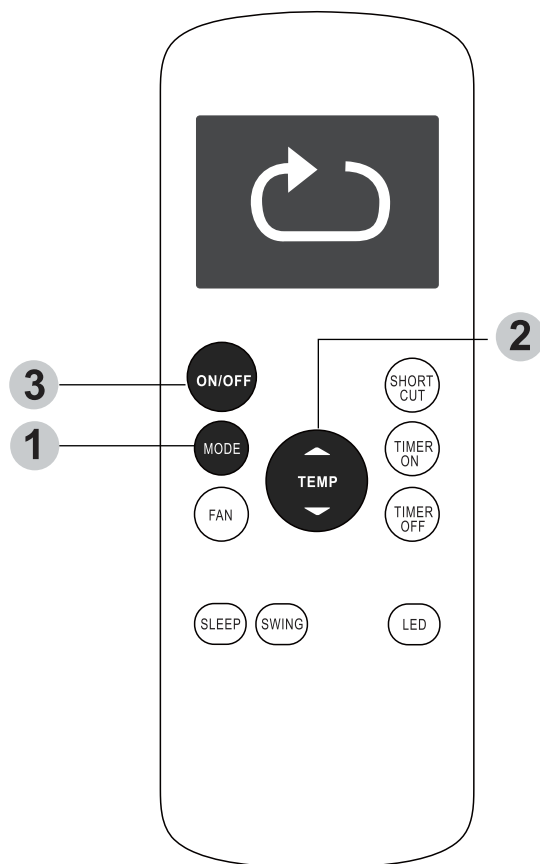 2
3
ON/OFF
SHORT
CUT
1
MODE
TEMP
TIMER
ON
FAN
TIMER
OFF
SLEEP
SWING
LED